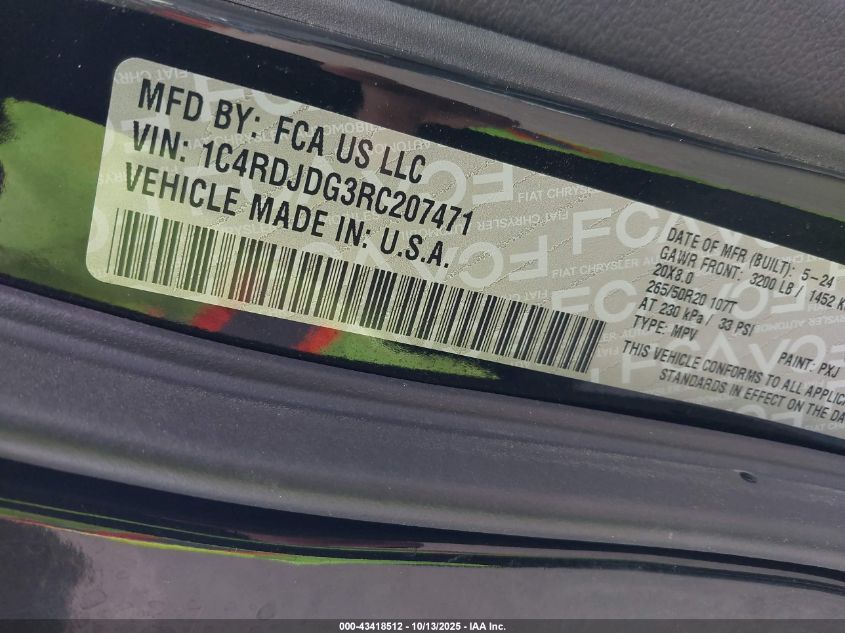 MFD BY: FCA US LLC
VIN: 1C4RDJDG3RC207471
VEHICLE MADE IN: U.S.A.
DATE OF MFR (BUILT): 5-24
GAWR FRONT: 3200 LB / 1452 K
20X8.0
265/50R20 107T
AT 230 kPa / 33 PSI
TYPE: MPV
PAINT: PXJ
THIS VEHICLE CONFORMS TO ALL APPLICA
STANDARDS IN EFFECT ON THE DA
000-43418512 - 10/13/2025 - IAA Inc.